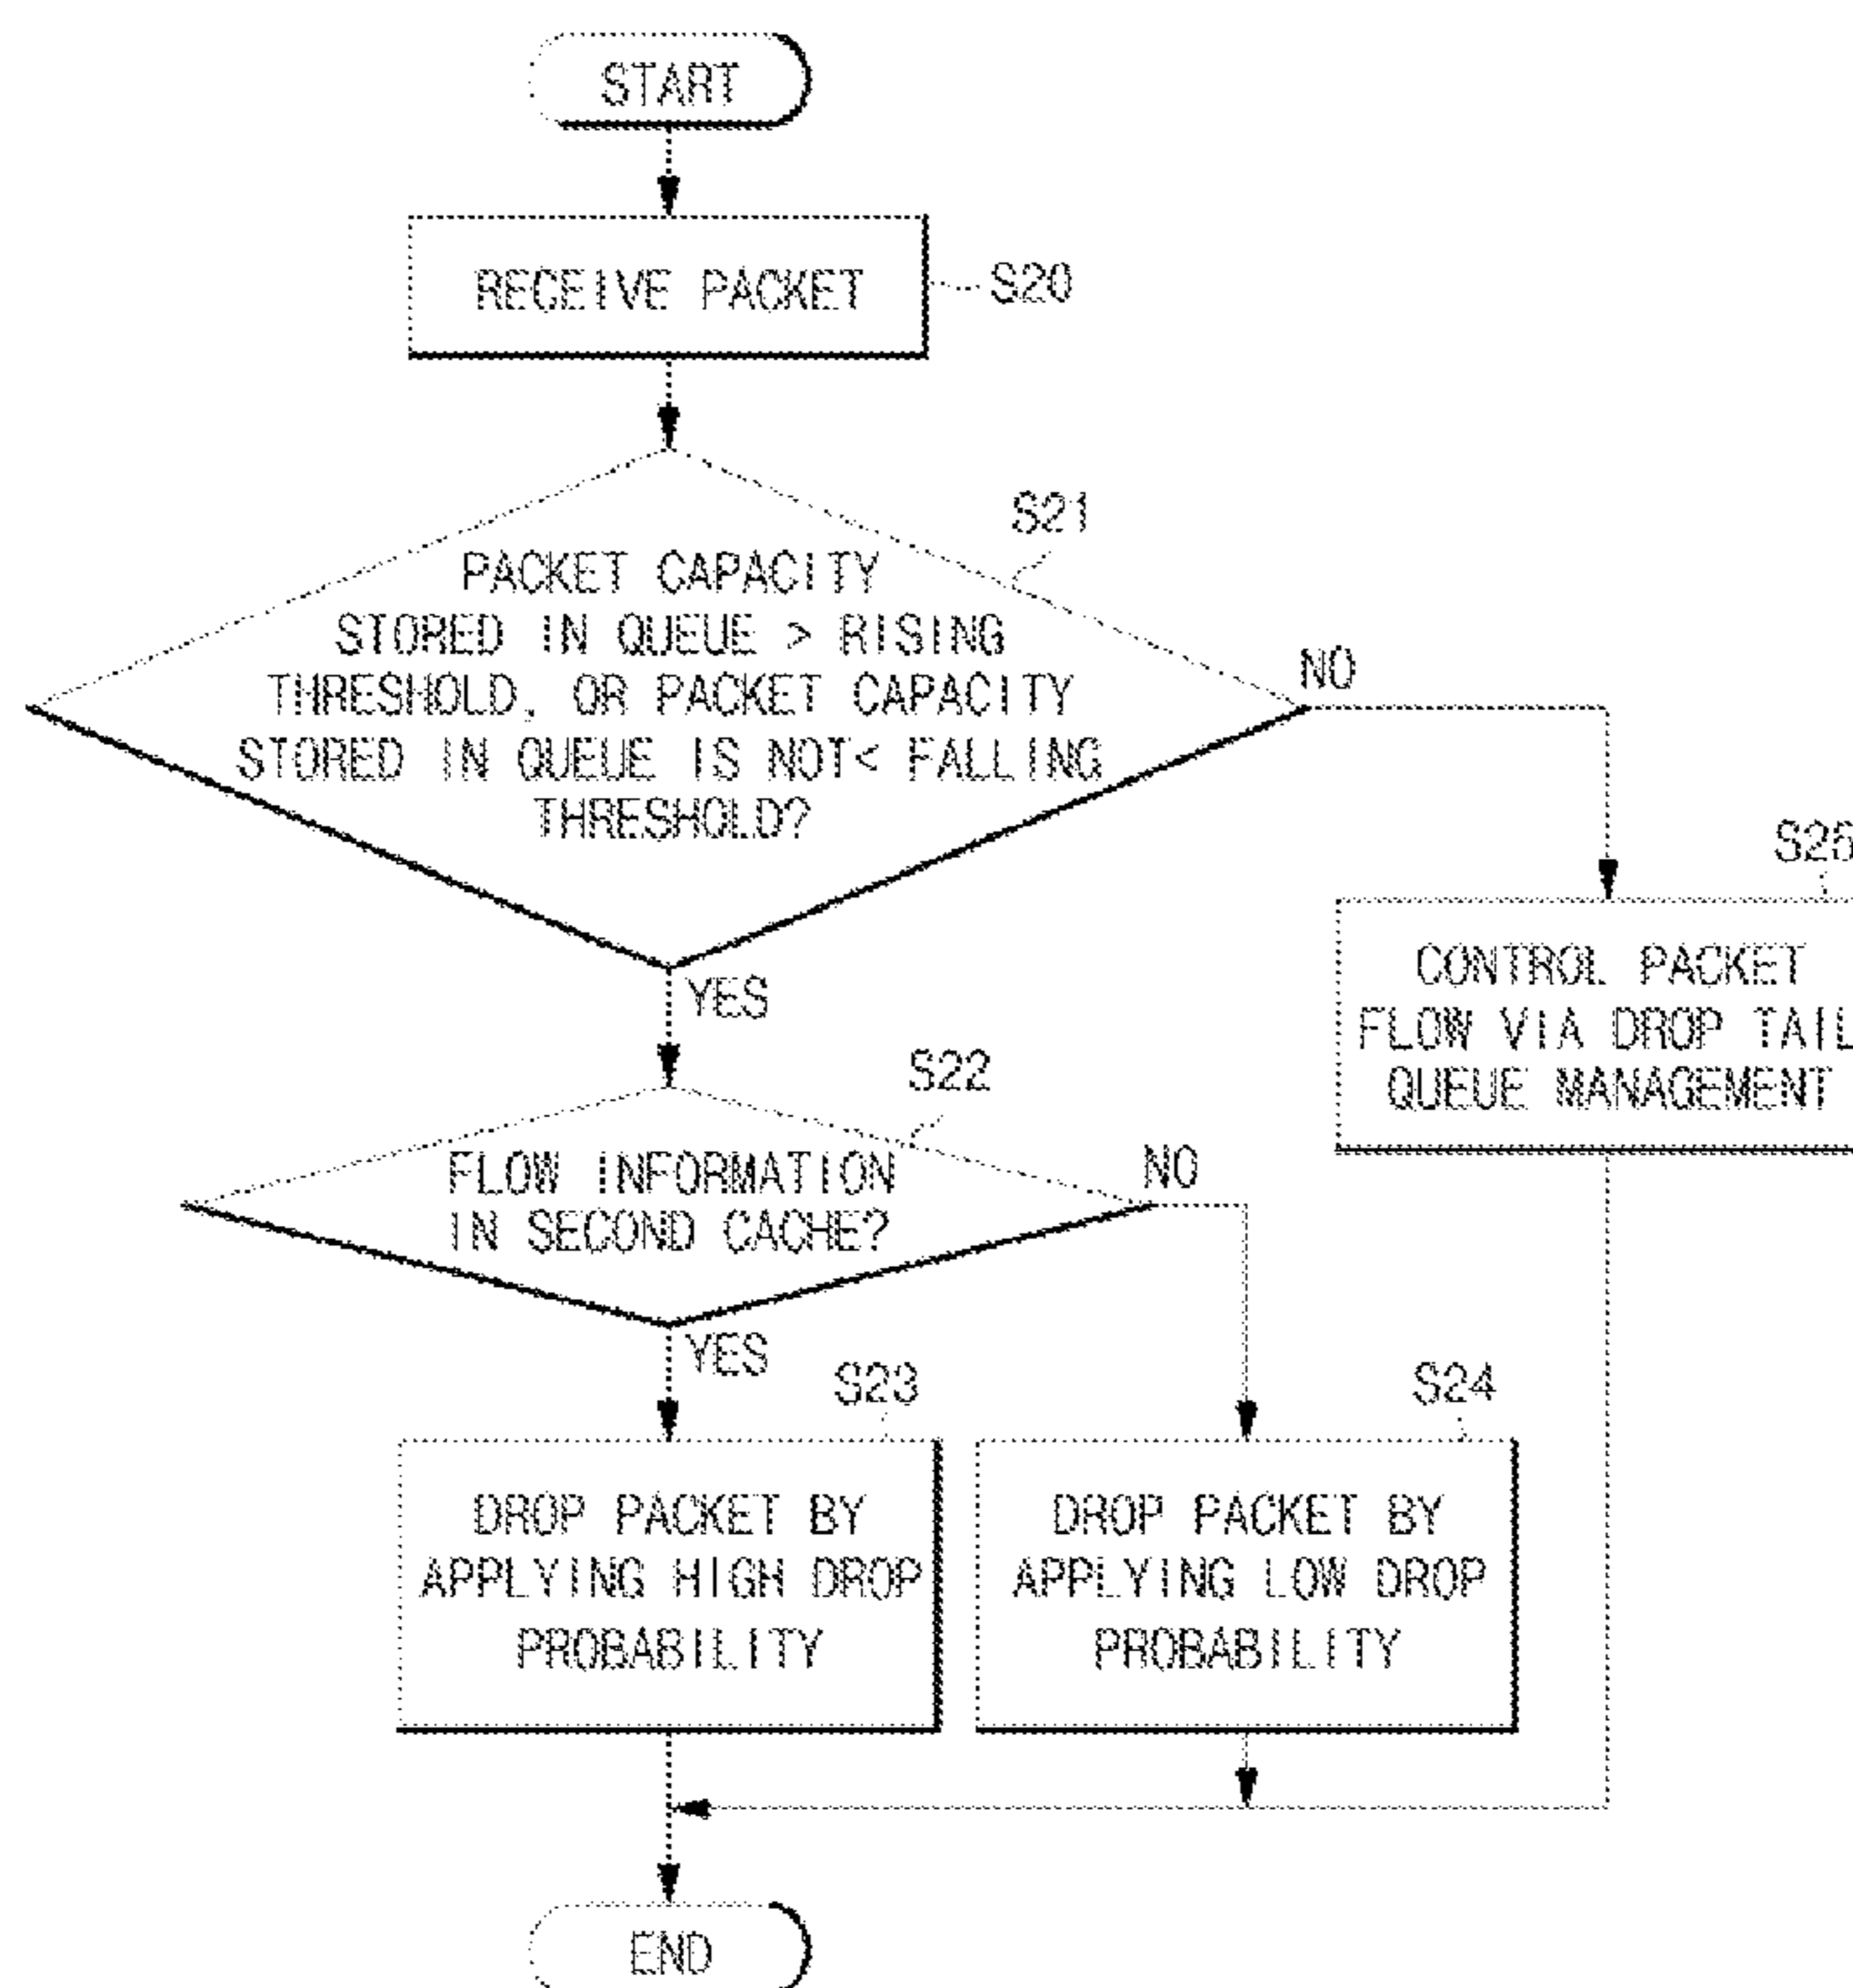 START
RECEIVE PACKET
S20
S21
PACKET CAPACITY
STORED IN QUEUE > RISING
THRESHOLD, OR PACKET CAPACITY
STORED IN QUEUE IS NOT< FALLING
THRESHOLD?
NO
YES
S25
CONTROL PACKET
FLOW VIA DROP TAIL
QUEUE MANAGEMENT
S22
FLOW INFORMATION
IN SECOND CACHE?
NO
YES
S23
DROP PACKET BY
APPLYING HIGH DROP
PROBABILITY
S24
DROP PACKET BY
APPLYING LOW DROP
PROBABILITY
END